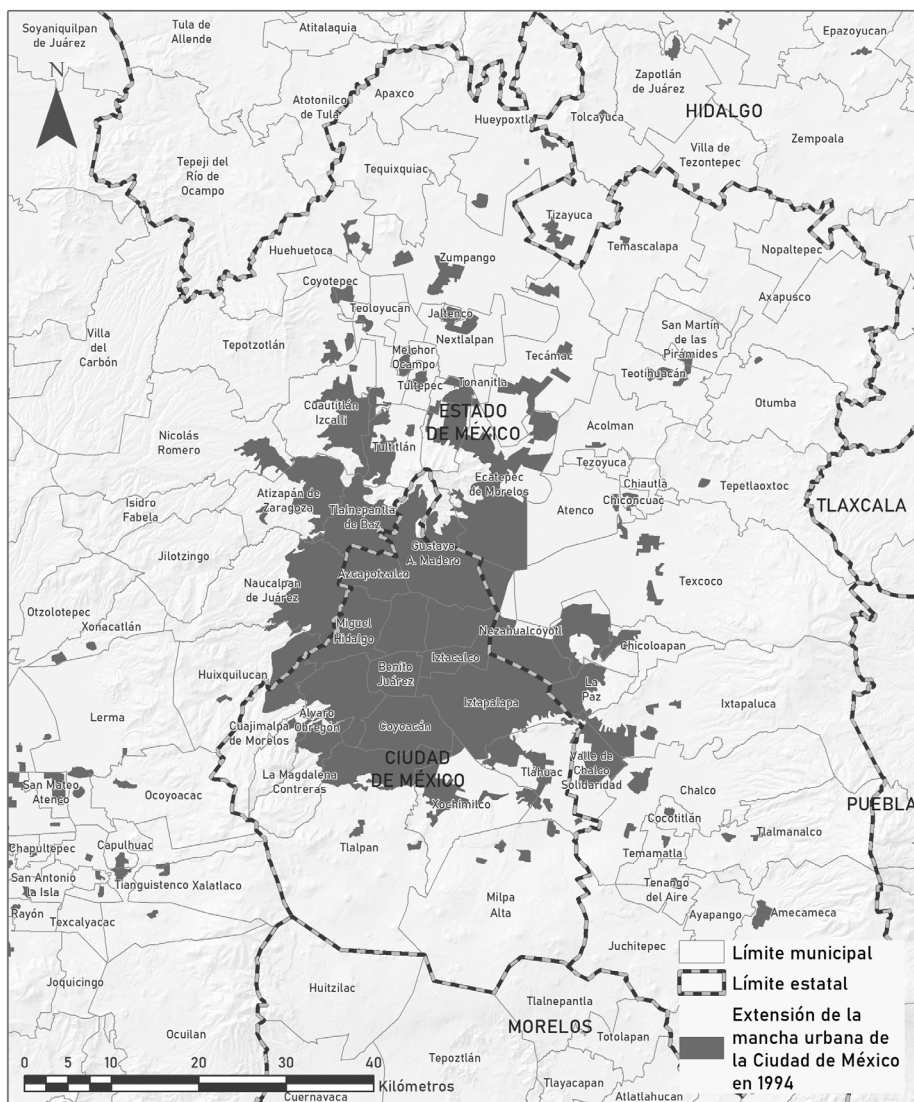 Soyaniquilpan
de Juárez
Tula de
Allende
Atitalaquia
Epazoyucan
N
Zapotlán
de Juárez
Apaxco
Atotonilco
de Tula
HIDALGO
Hueypoxtla
Tolcayuca
Zempoala
Villa de
Tezontepec
Tepeji del
Río de
Ocampo
Tequixquiac
Tizayuca
Temascalapa
Nopaltepec
Huehuetoca
Zumpango
Coyotepec
Axapusco
Teoloyucan
Jaltenco
San Martín
de las
Pirámides
Villa
del
Carbón
Tepotzotlán
Nextlalpan
Melchor
Ocampo
Tecámac
Teotihuacán
Tultepec
Tonanitla
Otumba
Cuautitlán
Izcalli
ESTADO
DE MÉXICO
Acolman
Nicolás
Romero
Tultitlán
Tezoyuca
Ecatepec
de Morelos
Chiautla
Tepetlaoxtoc
Atizapán de
Zaragoza
Chiconcuac
TLAXCALA
Isidro
Fabela
Tlalnepantla
de Baz
Atenco
Jilotzingo
Gustavo
A. Madero
Azcapotzalco
Texcoco
Naucalpan
de Juárez
Otzolotepec
Xonacatlán
Miguel
Hidalgo
Nezahualcóyotl
Chicoloapan
Iztacalco
Huixquilucan
Benito
Juárez
La
Paz
Iztapalapa
Ixtapaluca
Lerma
Álvaro
Obregón
Cuajimalpa
de Morelos
Coyoacán
CIUDAD
DE MÉXICO
Valle de
Chalco
Solidaridad
Tláhuac
La Magdalena
Contreras
San Mateo
Atenco
Ocoyoacac
Chalco
Xochimilco
PUEBLA
Cocotitlán
Tlalmanalco
Chapultepec
Capulhuac
Tlalpan
Temamatla
San Antonio
la Isla
Tianguistenco
Xalatlaco
Tenango
del Aire
Milpa
Alta
Rayón
Texcalyacac
Ayapango
Amecameca
Juchitepec
Joquicingo
Huitzilac
Tlalnepantla
MORELOS
Totolapan
Ocuilan
Tepoztlán
Tlayacapan
Atlatlahucan
Cuernavaca
Límite municipal
Límite estatal
Extensión de la
mancha urbana de
la Ciudad de México
en 1994
0 5 10 20 30 40
Kilómetros